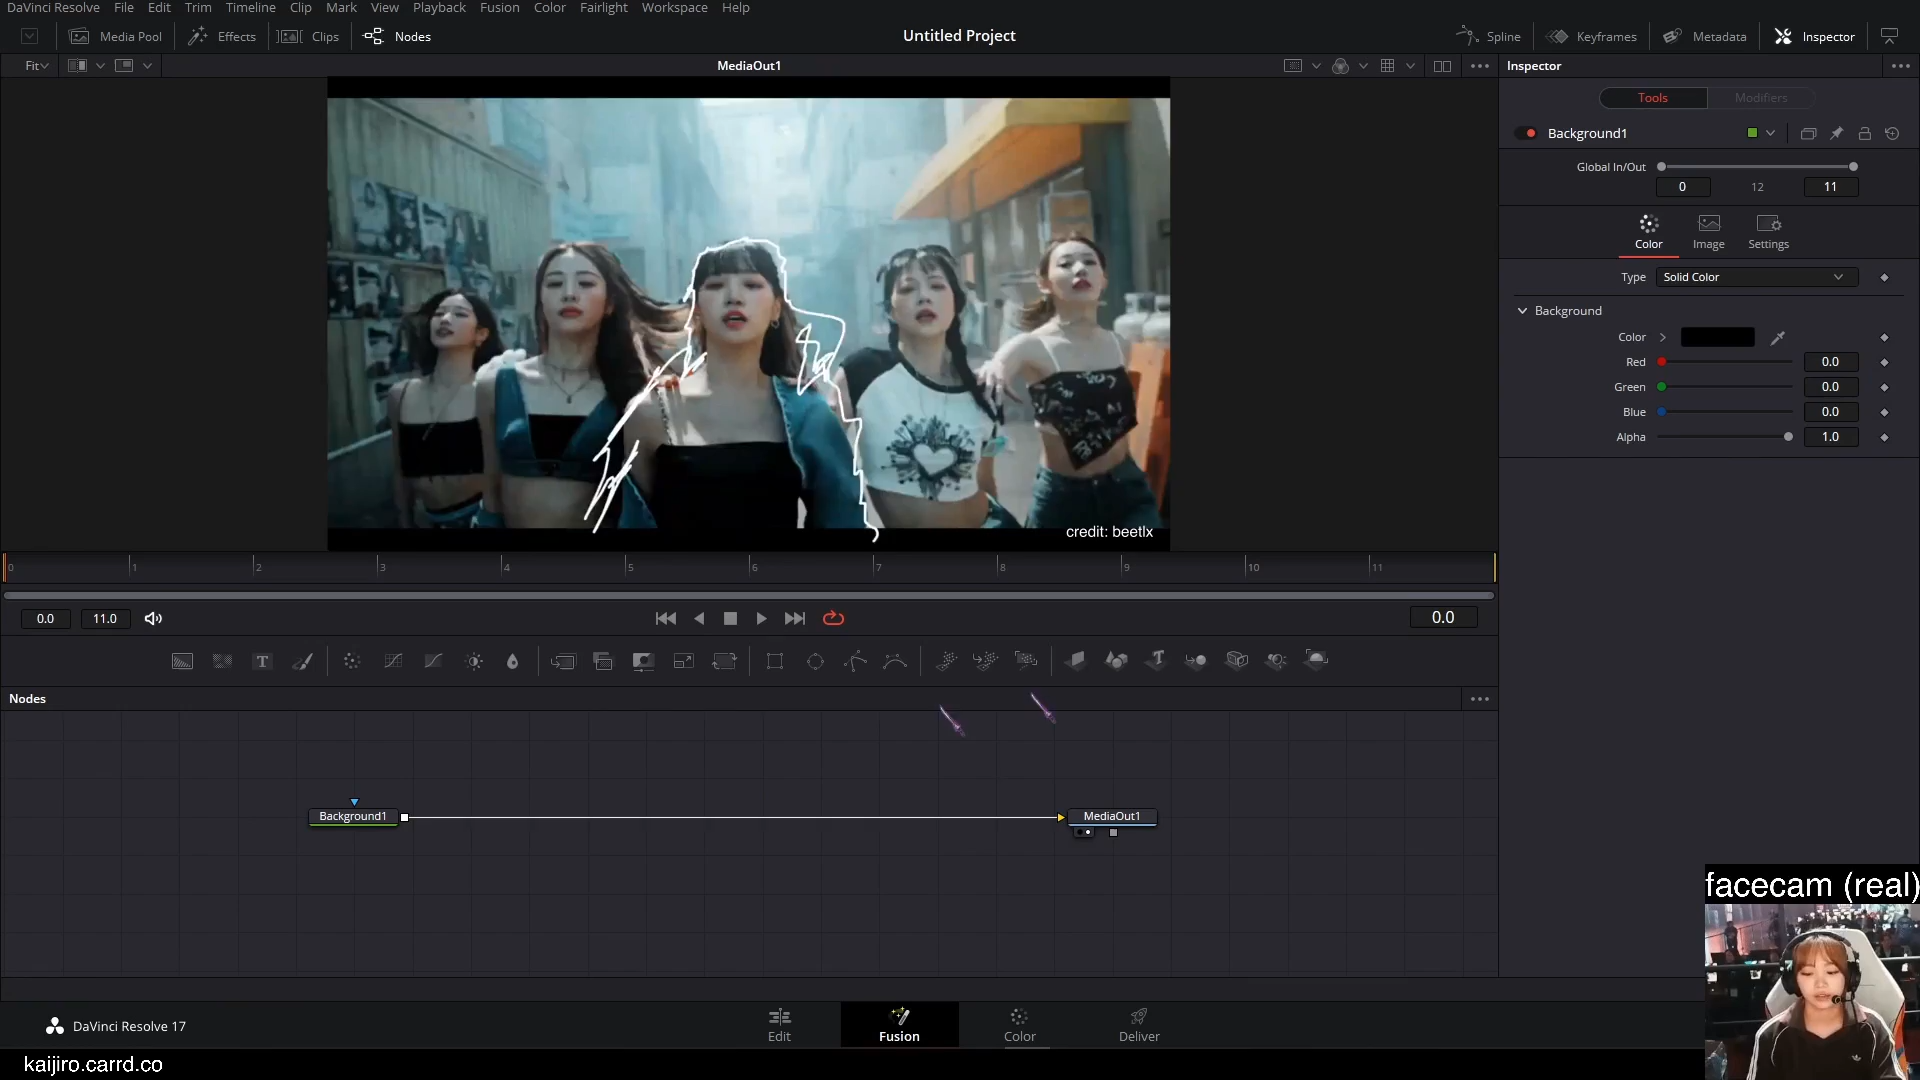 DaVinci Resolve File Edit Trim Timeline Clip Mark View Playback Fusion Color Fairlight Workspace Help
Media Pool Effects Clips Nodes Untitled Project Spline Keyframes Metadata Inspector
Fit MediaOut1 Inspector
Tools Modifiers
Background1
Global In/Out
0 12 11
Color Image Settings
Type Solid Color
Background
Color
Red 0.0
Green 0.0
Blue 0.0
Alpha 1.0
credit: beetlx
0 1 2 3 4 5 6 7 8 9 10 11
0.0 11.0 0.0
T T
Nodes
Background1 MediaOut1
facecam (real)
DaVinci Resolve 17 Edit Fusion Color Deliver
kaijiro.carrd.co